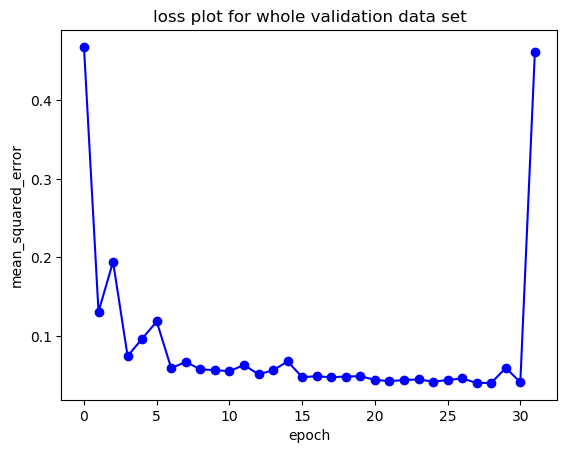 loss plot for whole validation data set
mean_squared_error
0.4
0.3
0.2
0.1
0 5 10 15 20 25 30
epoch